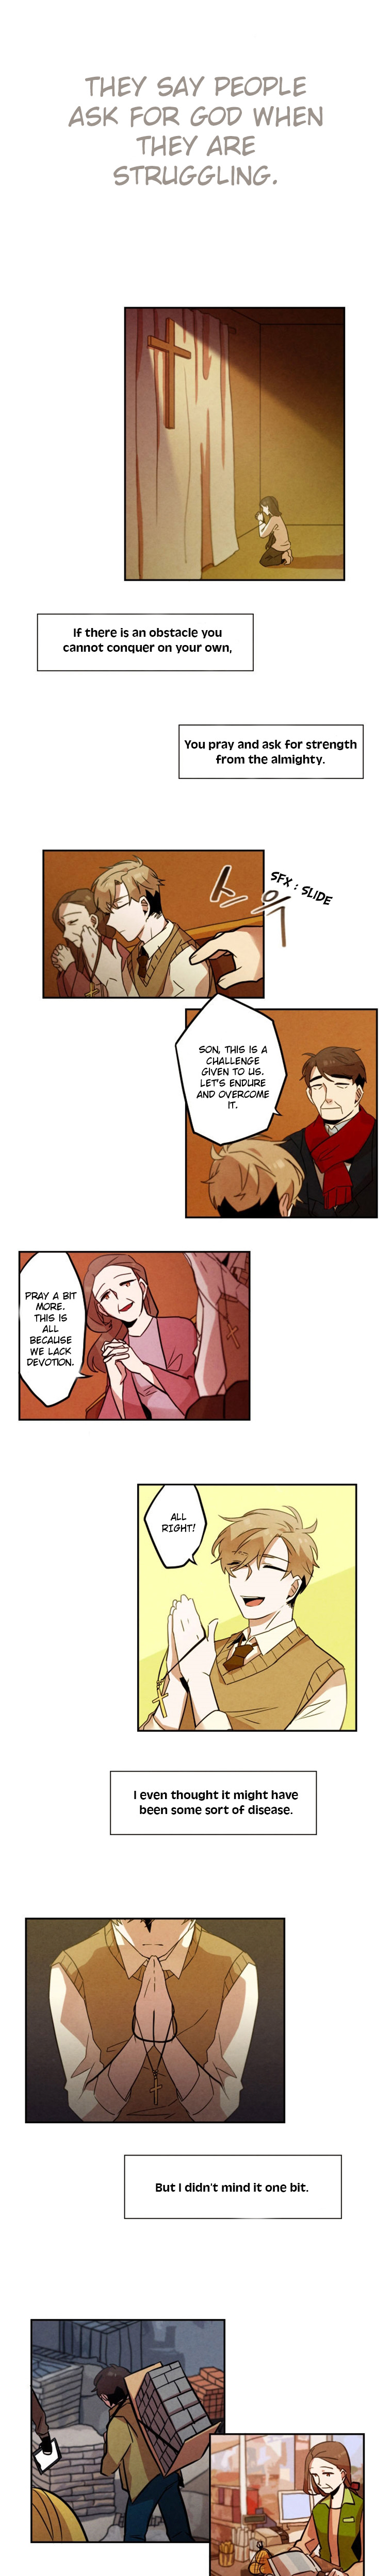 THEY SAY PEOPLE
ASK FOR GOD WHEN
THEY ARE
STRUGGLING.
If there is an obstacle you
cannot conquer on your own,
You pray and ask for strength
from the almighty.
스윽
SFX : SLIDE
SON, THIS IS A
CHALLENGE
GIVEN TO US.
LET'S ENDURE
AND OVERCOME
IT.
PRAY A BIT
MORE.
THIS IS
ALL
BECAUSE
WE LACK
DEVOTION.
ALL
RIGHT!
I even thought it might have
been some sort of disease.
But I didn't mind it one bit.